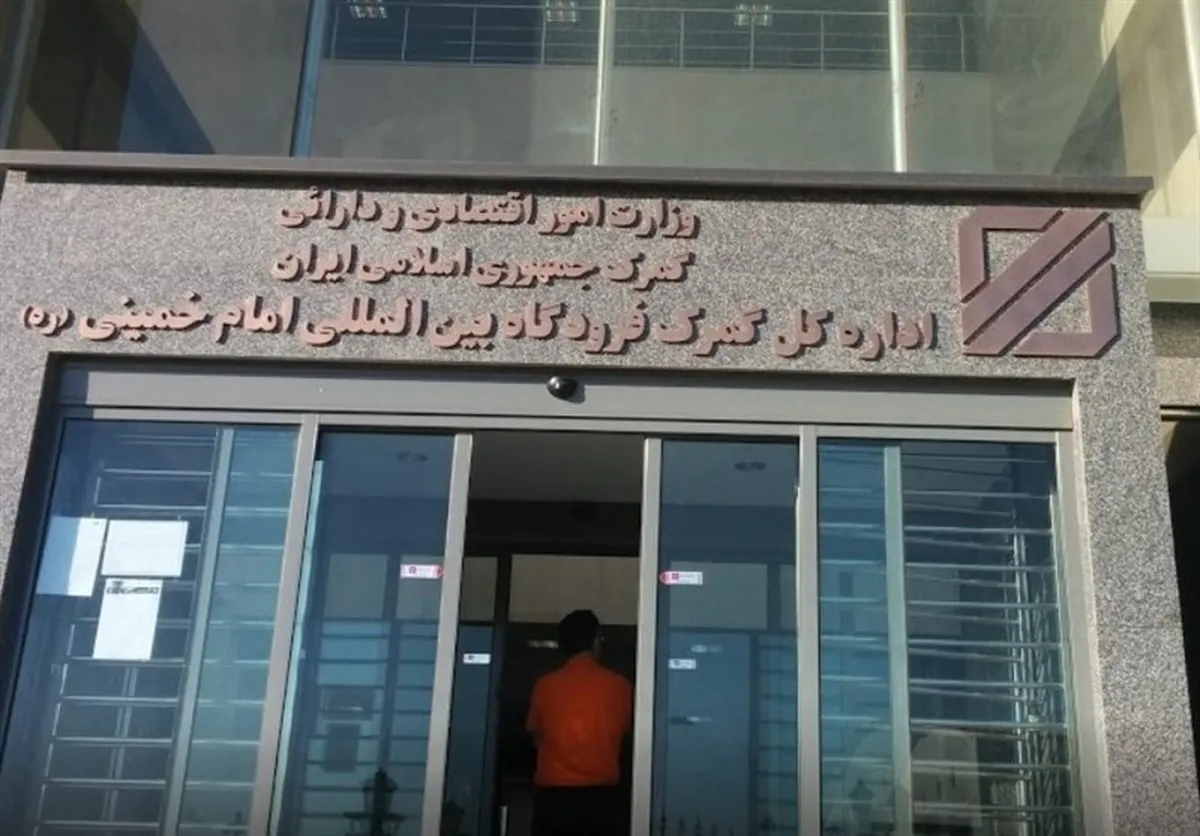 وزارت امور اقتصادی و دارائی
گمرک جمهوری اسلامی ایران
اداره کل گمرک فرودگاه بین المللی امام خمینی (ره)